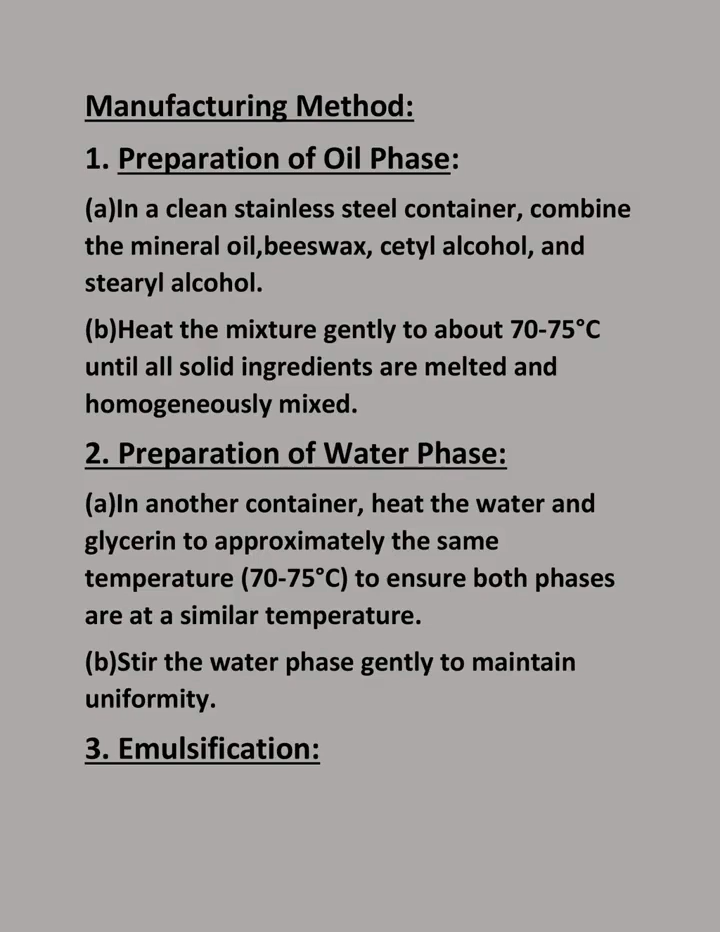 Manufacturing Method:
1. Preparation of Oil Phase:
(a)In a clean stainless steel container, combine
the mineral oil,beeswax, cetyl alcohol, and
stearyl alcohol.
(b)Heat the mixture gently to about 70-75°C
until all solid ingredients are melted and
homogeneously mixed.
2. Preparation of Water Phase:
(a)In another container, heat the water and
glycerin to approximately the same
temperature (70-75°C) to ensure both phases
are at a similar temperature.
(b)Stir the water phase gently to maintain
uniformity.
3. Emulsification: